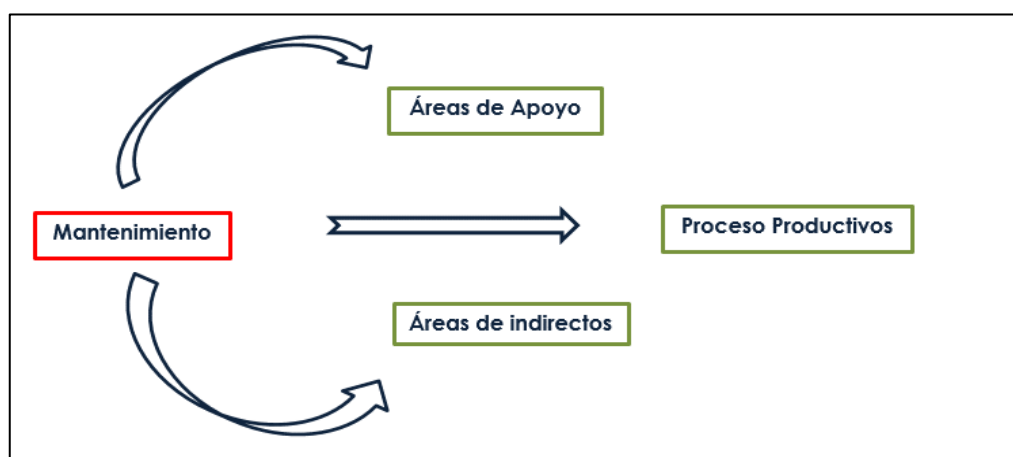 Áreas de Apoyo
Mantenimiento
Proceso Productivos
Áreas de indirectos